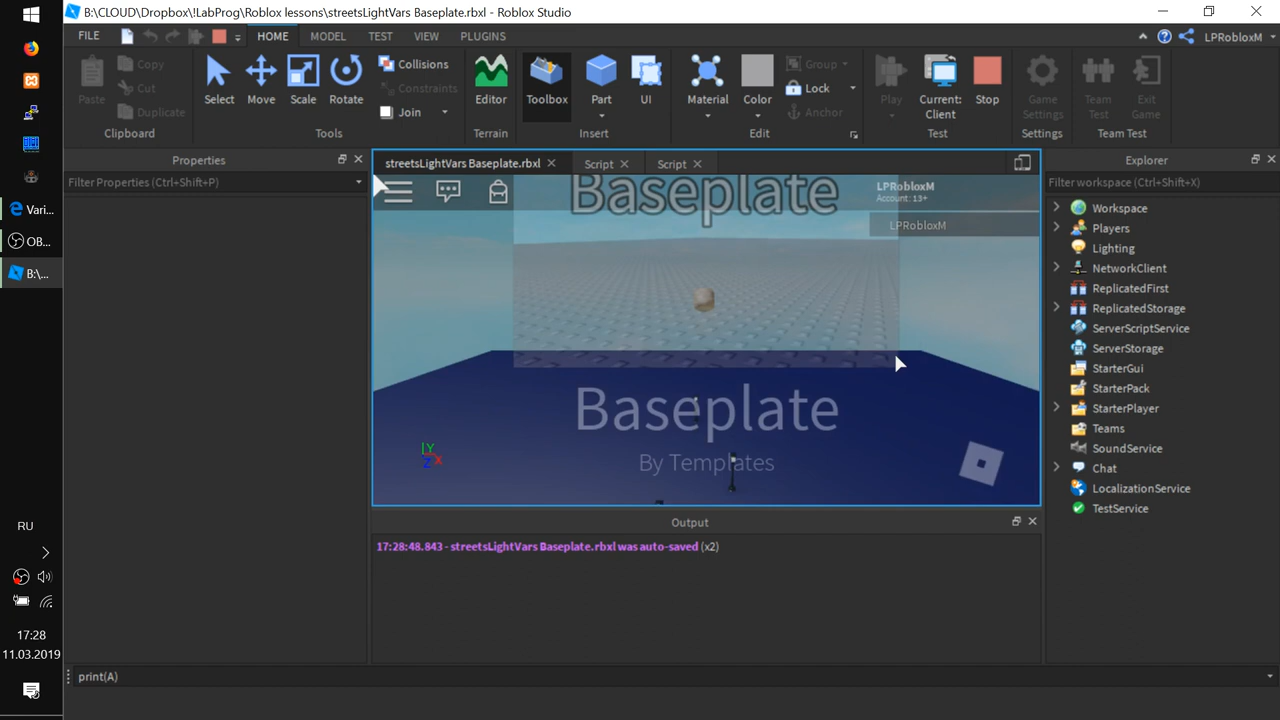 B:\CLOUD\Dropbox\!LabProg\Roblox lessons\streetsLightVars Baseplate.rbxl - Roblox Studio
FILE HOME MODEL TEST VIEW PLUGINS LPRobloxM
Paste Copy Cut Duplicate Select Move Scale Rotate Collisions Constraints Join Editor Toolbox Part UI Material Color Group Lock Anchor Play Current: Client Stop Game Settings Team Test Exit Game
Clipboard Tools Terrain Insert Edit Test Settings Team Test
Properties
Filter Properties (Ctrl+Shift+P)
streetsLightVars Baseplate.rbxl Script Script
Baseplate
LPRobloxM
Account: 13+
LPRobloxM
Baseplate
By Templates
Y
Z X
Output
17:28:48.843 - streetsLightVars Baseplate.rbxl was auto-saved (x2)
print(A)
Explorer
Filter workspace (Ctrl+Shift+X)
Workspace
Players
Lighting
NetworkClient
ReplicatedFirst
ReplicatedStorage
ServerScriptService
ServerStorage
StarterGui
StarterPack
StarterPlayer
Teams
SoundService
Chat
LocalizationService
TestService
Vari...
OB...
B:\...
RU
17:28
11.03.2019